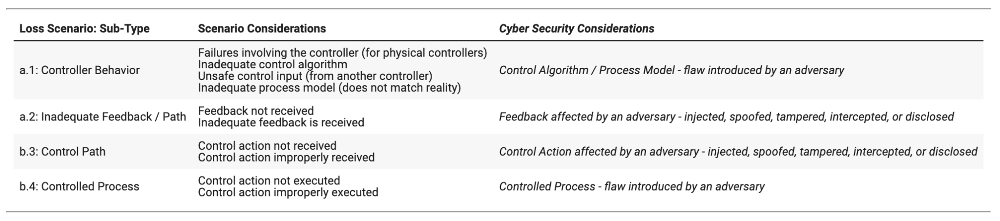 Loss Scenario: Sub-Type Scenario Considerations Cyber Security Considerations
a.1: Controller Behavior
Failures involving the controller (for physical controllers)
Inadequate control algorithm
Unsafe control input (from another controller)
Inadequate process model (does not match reality)
Control Algorithm / Process Model - flaw introduced by an adversary
a.2: Inadequate Feedback / Path
Feedback not received
Inadequate feedback is received
Feedback affected by an adversary - injected, spoofed, tampered, intercepted, or disclosed
b.3: Control Path
Control action not received
Control action improperly received
Control Action affected by an adversary - injected, spoofed, tampered, intercepted, or disclosed
b.4: Controlled Process
Control action not executed
Control action improperly executed
Controlled Process - flaw introduced by an adversary